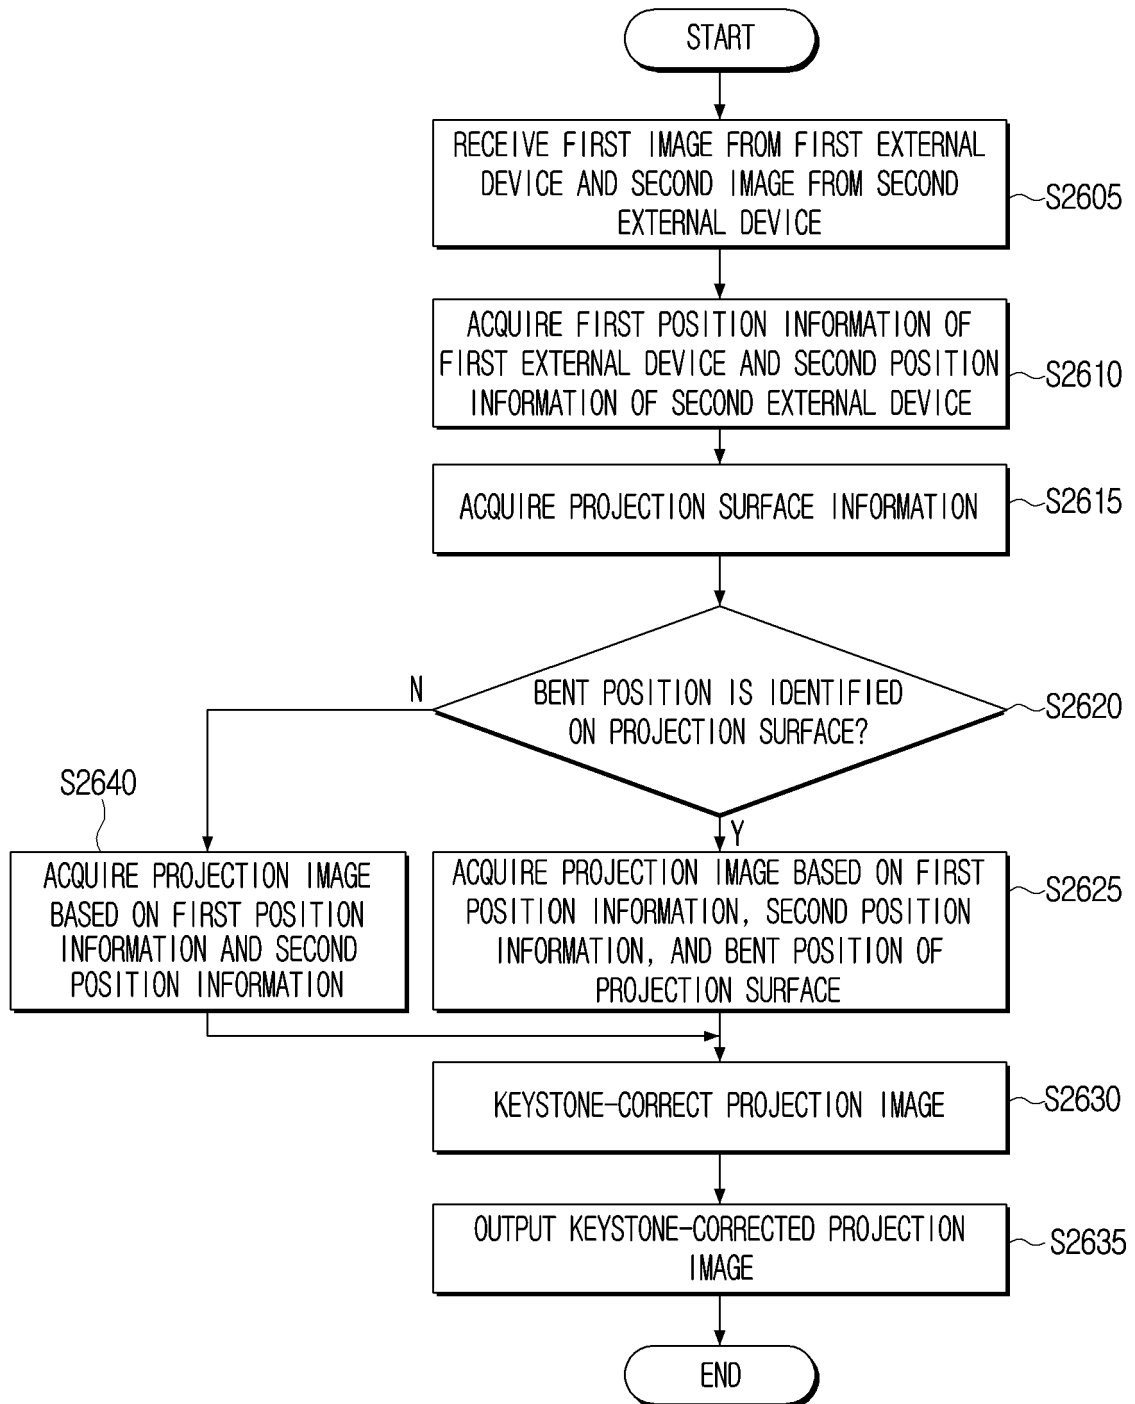 START
RECEIVE FIRST IMAGE FROM FIRST EXTERNAL
DEVICE AND SECOND IMAGE FROM SECOND
EXTERNAL DEVICE
S2605
ACQUIRE FIRST POSITION INFORMATION OF
FIRST EXTERNAL DEVICE AND SECOND POSITION
INFORMATION OF SECOND EXTERNAL DEVICE
S2610
ACQUIRE PROJECTION SURFACE INFORMATION
S2615
BENT POSITION IS IDENTIFIED
ON PROJECTION SURFACE?
S2620
N
Y
S2640
ACQUIRE PROJECTION IMAGE
BASED ON FIRST POSITION
INFORMATION AND SECOND
POSITION INFORMATION
ACQUIRE PROJECTION IMAGE BASED ON FIRST
POSITION INFORMATION, SECOND POSITION
INFORMATION, AND BENT POSITION OF
PROJECTION SURFACE
S2625
KEYSTONE-CORRECT PROJECTION IMAGE
S2630
OUTPUT KEYSTONE-CORRECTED PROJECTION
IMAGE
S2635
END